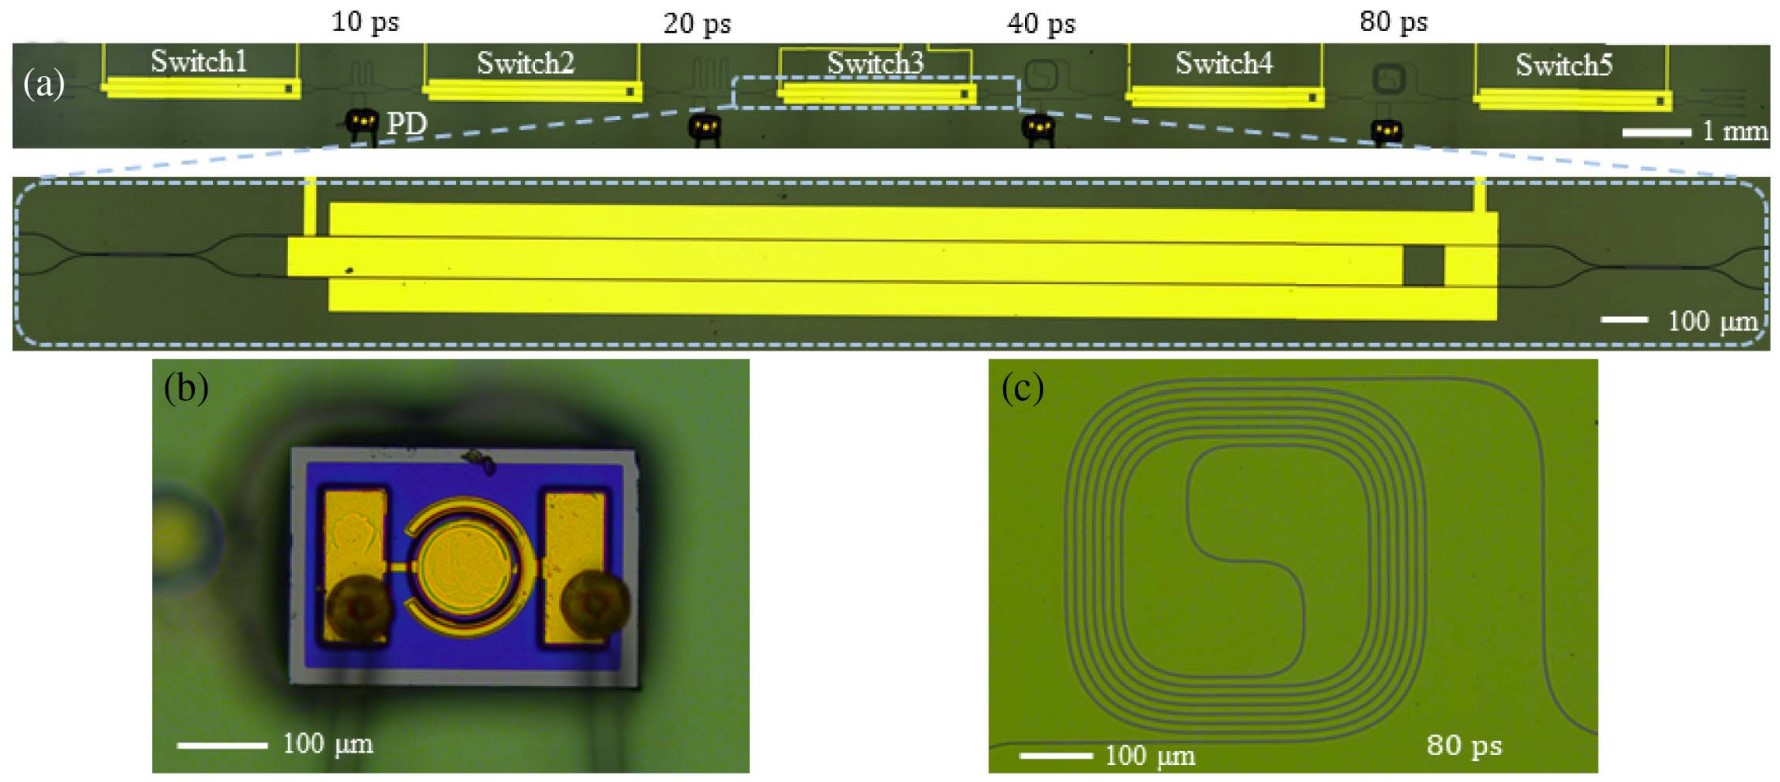 10 ps 20 ps 40 ps 80 ps
(a) Switch1 Switch2 Switch3 Switch4 Switch5
PD
1 mm
100 μm
(b)
100 μm
(c)
80 ps
100 μm